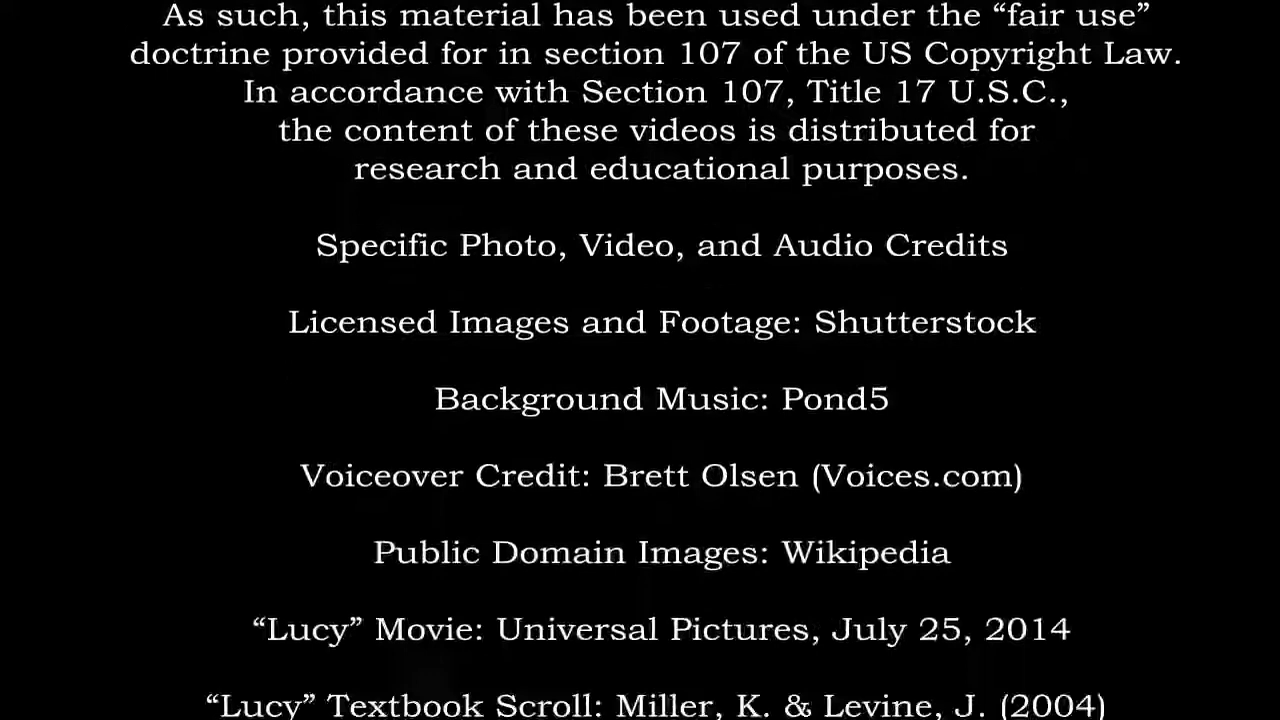 As such, this material has been used under the “fair use”
doctrine provided for in section 107 of the US Copyright Law.
In accordance with Section 107, Title 17 U.S.C.,
the content of these videos is distributed for
research and educational purposes.
Specific Photo, Video, and Audio Credits
Licensed Images and Footage: Shutterstock
Background Music: Pond5
Voiceover Credit: Brett Olsen (Voices.com)
Public Domain Images: Wikipedia
“Lucy” Movie: Universal Pictures, July 25, 2014
“Lucy” Textbook Scroll: Miller, K. & Levine, J. (2004)